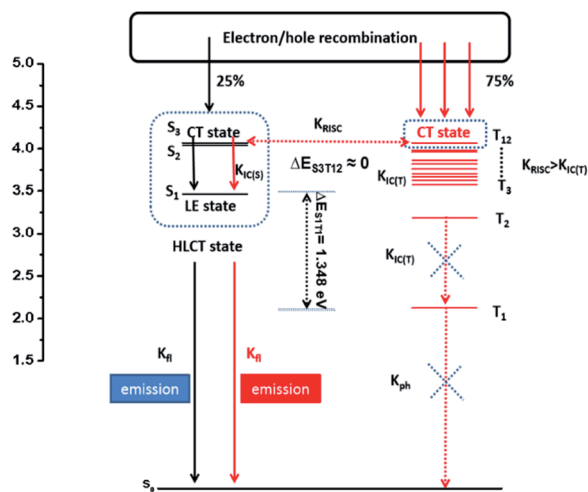 Electron/hole recombination
5.0
4.5
4.0
3.5
3.0
2.5
2.0
1.5
25%
75%
S3
CT state
S2
KIC(S)
S1
LE state
HLCT state
KRISC
ΔES3T12 ≈ 0
ΔES1T1= 1.348 eV
CT state
T12
KIC(T)
KRISC>KIC(T)
T3
T2
KIC(T)
T1
Kfl
Kfl
emission
emission
Kph
S0